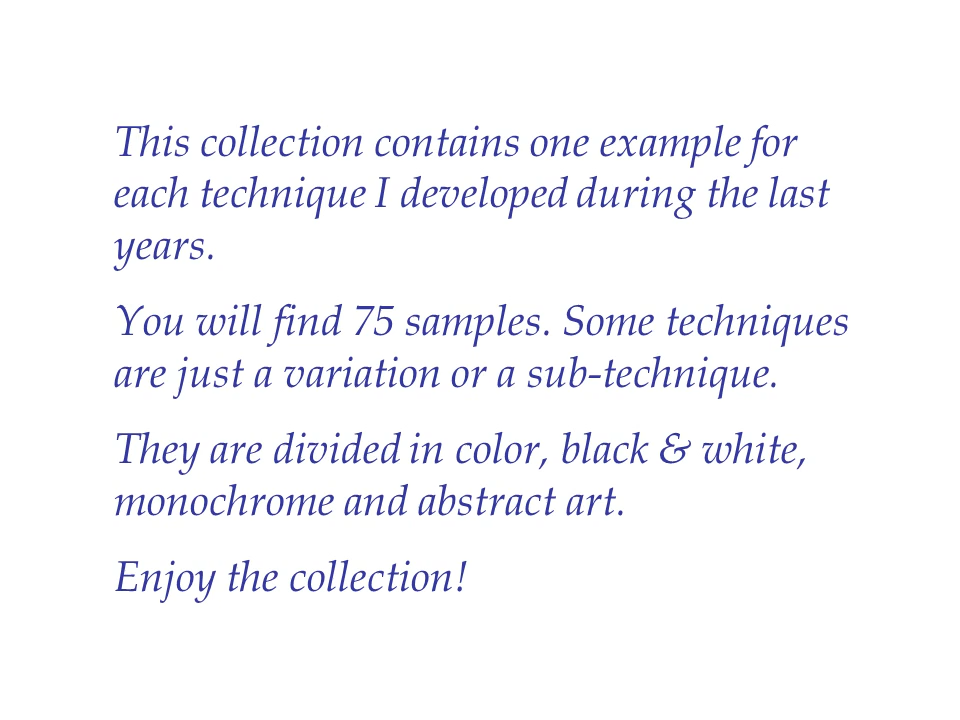 This collection contains one example for
each technique I developed during the last
years.
You will find 75 samples. Some techniques
are just a variation or a sub-technique.
They are divided in color, black & white,
monochrome and abstract art.
Enjoy the collection!